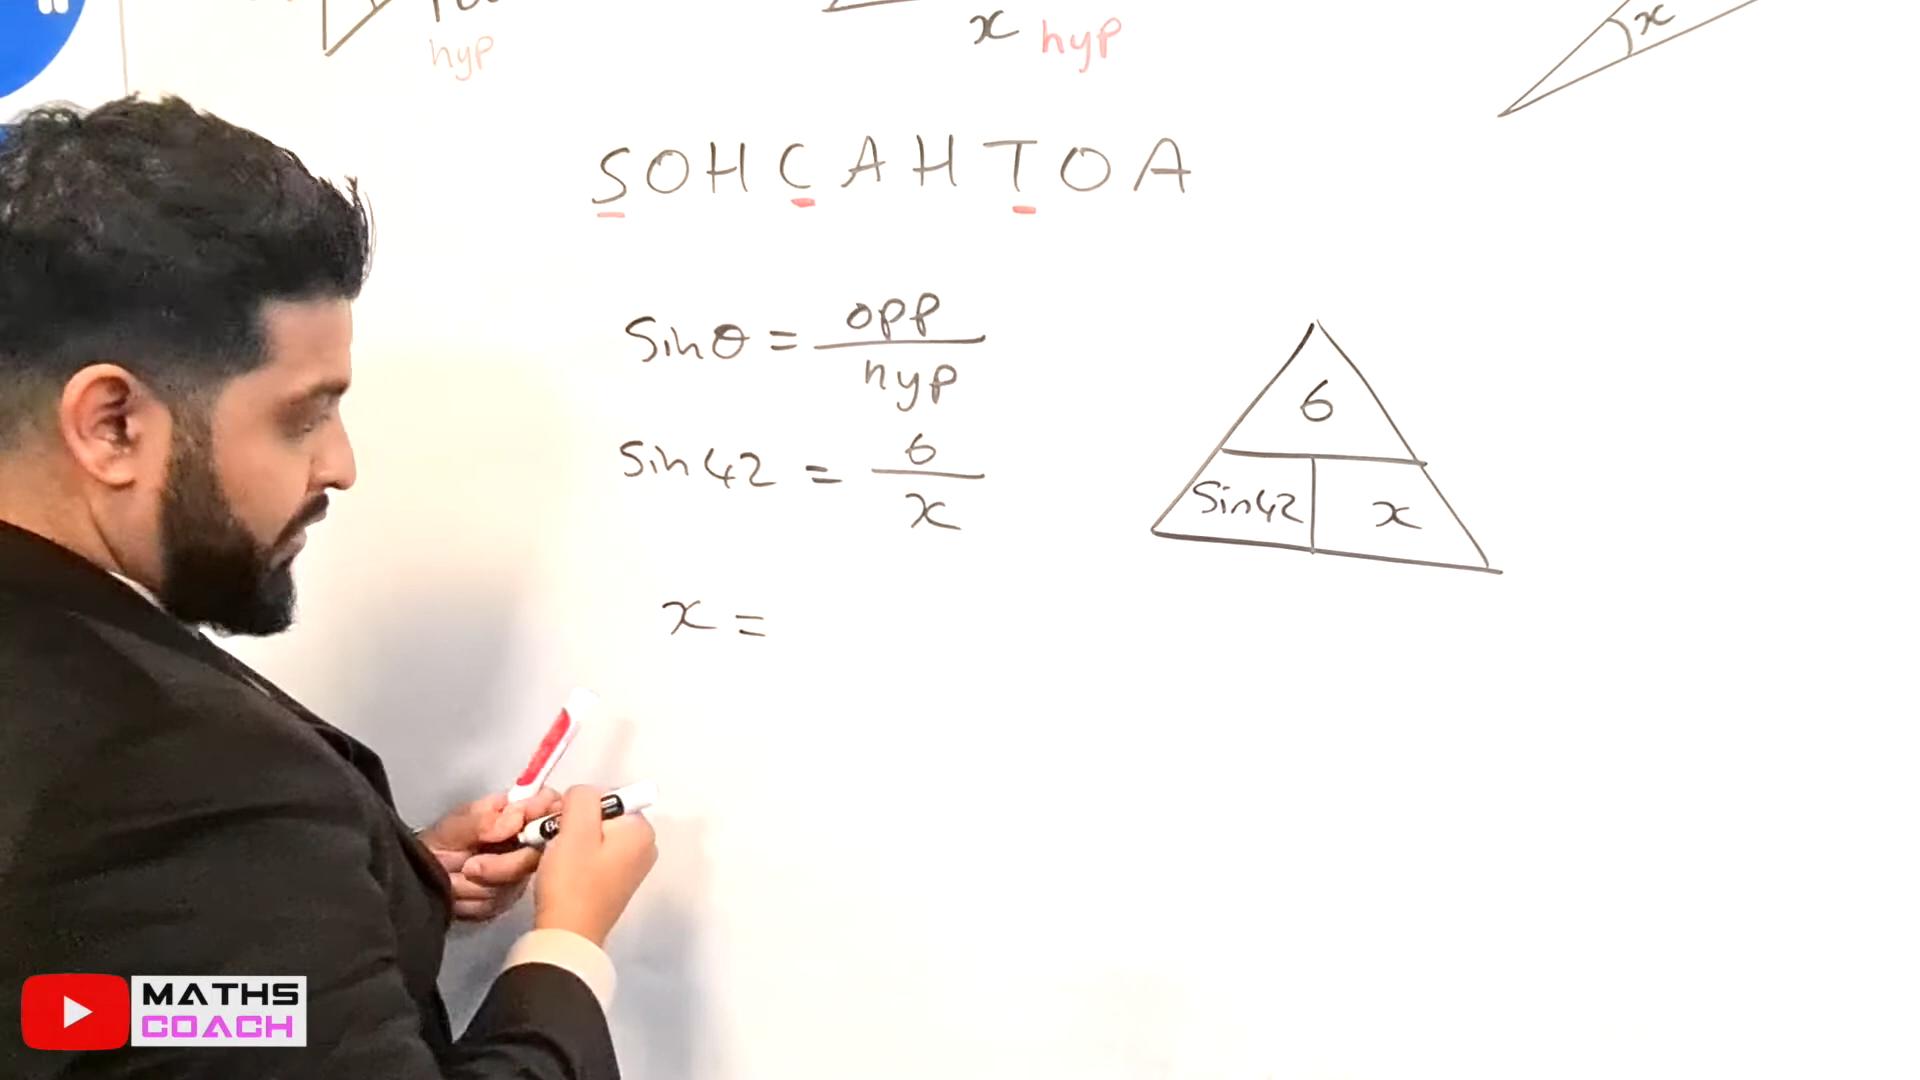 hyp
x hyp
x
SOHCAHTOA
Sinθ = opp
hyp
Sin42 = 6
x
6
Sin42 x
x =
MATHS
COACH